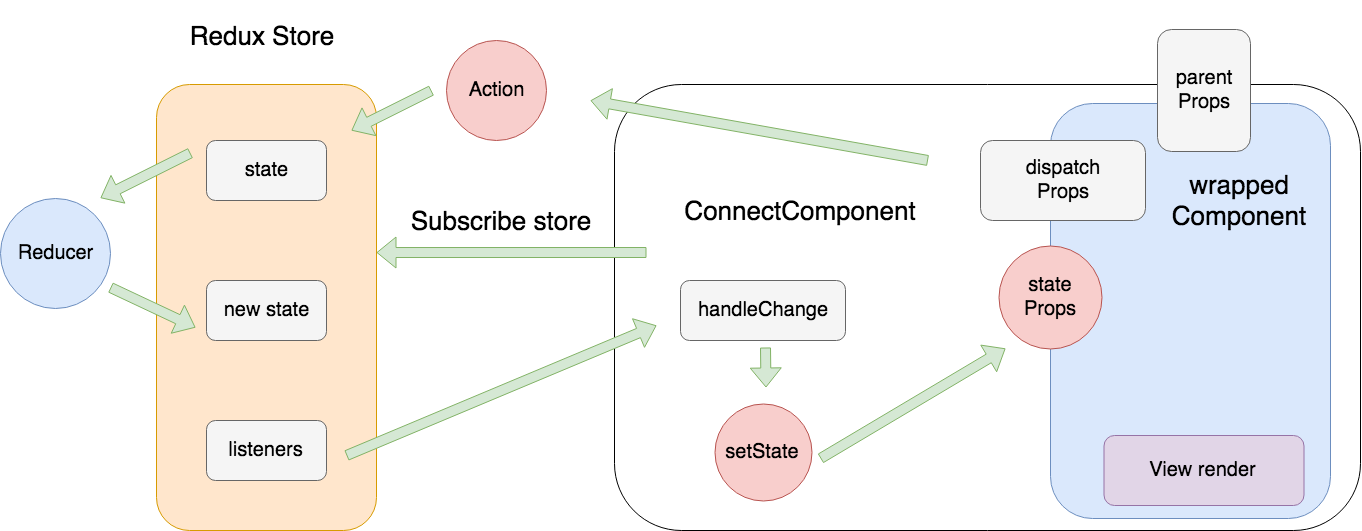 Redux Store
Action
state
Reducer
new state
listeners
Subscribe store
ConnectComponent
handleChange
setState
parent
Props
dispatch
Props
wrapped
Component
state
Props
View render